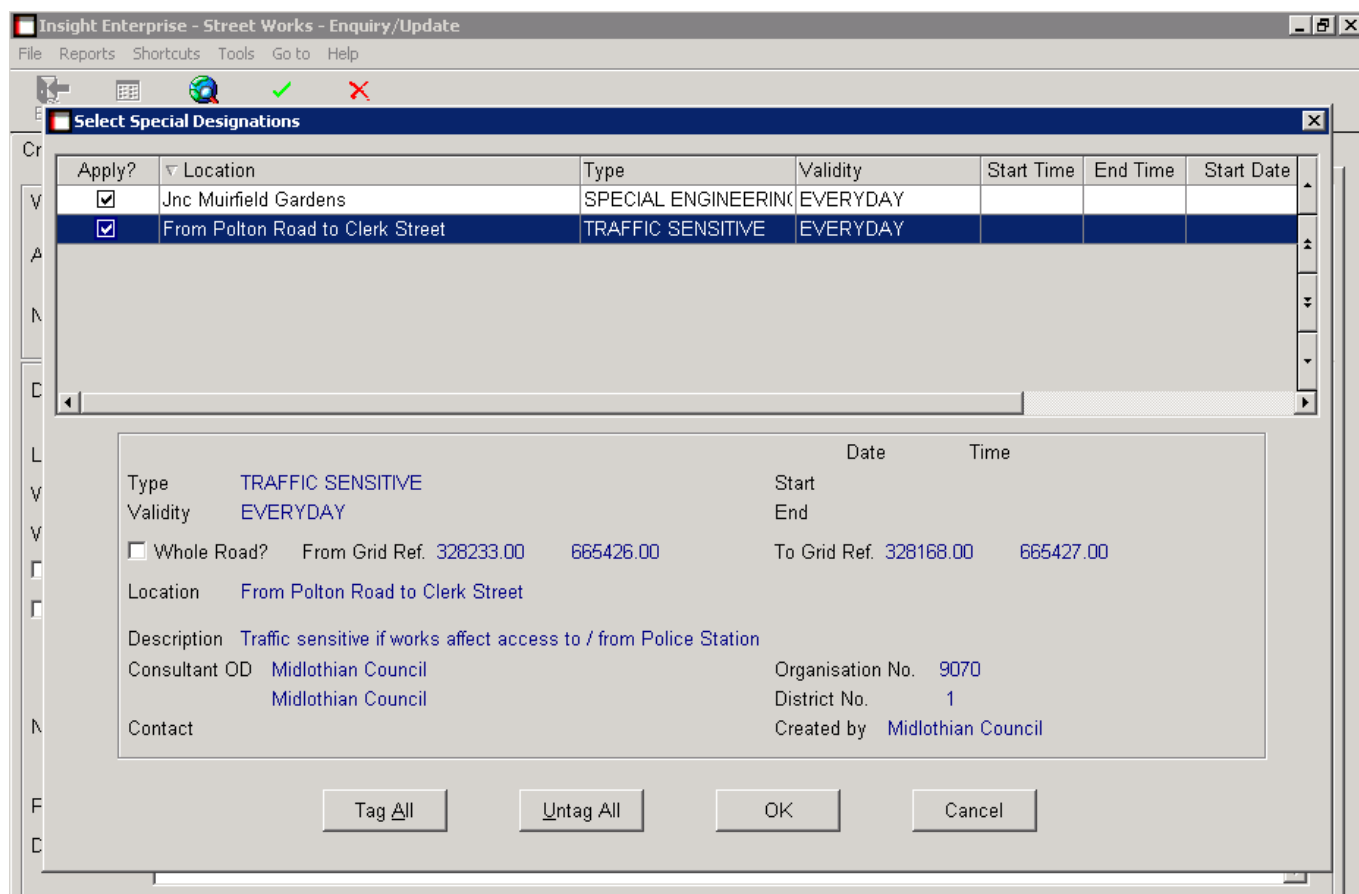 Insight Enterprise - Street Works - Enquiry/Update
File Reports Shortcuts Tools Go to Help
Select Special Designations
Cr
Apply? Location Type Validity Start Time End Time Start Date
V
Jnc Muirfield Gardens SPECIAL ENGINEERIN EVERYDAY
From Polton Road to Clerk Street TRAFFIC SENSITIVE EVERYDAY
A
N
D
Date Time
L
Type TRAFFIC SENSITIVE Start
V
Validity EVERYDAY End
V
Whole Road? From Grid Ref. 328233.00 665426.00 To Grid Ref. 328168.00 665427.00
Location From Polton Road to Clerk Street
Description Traffic sensitive if works affect access to / from Police Station
Consultant OD Midlothian Council Organisation No. 9070
Midlothian Council District No. 1
N
Contact Created by Midlothian Council
F
Tag All Untag All OK Cancel
D